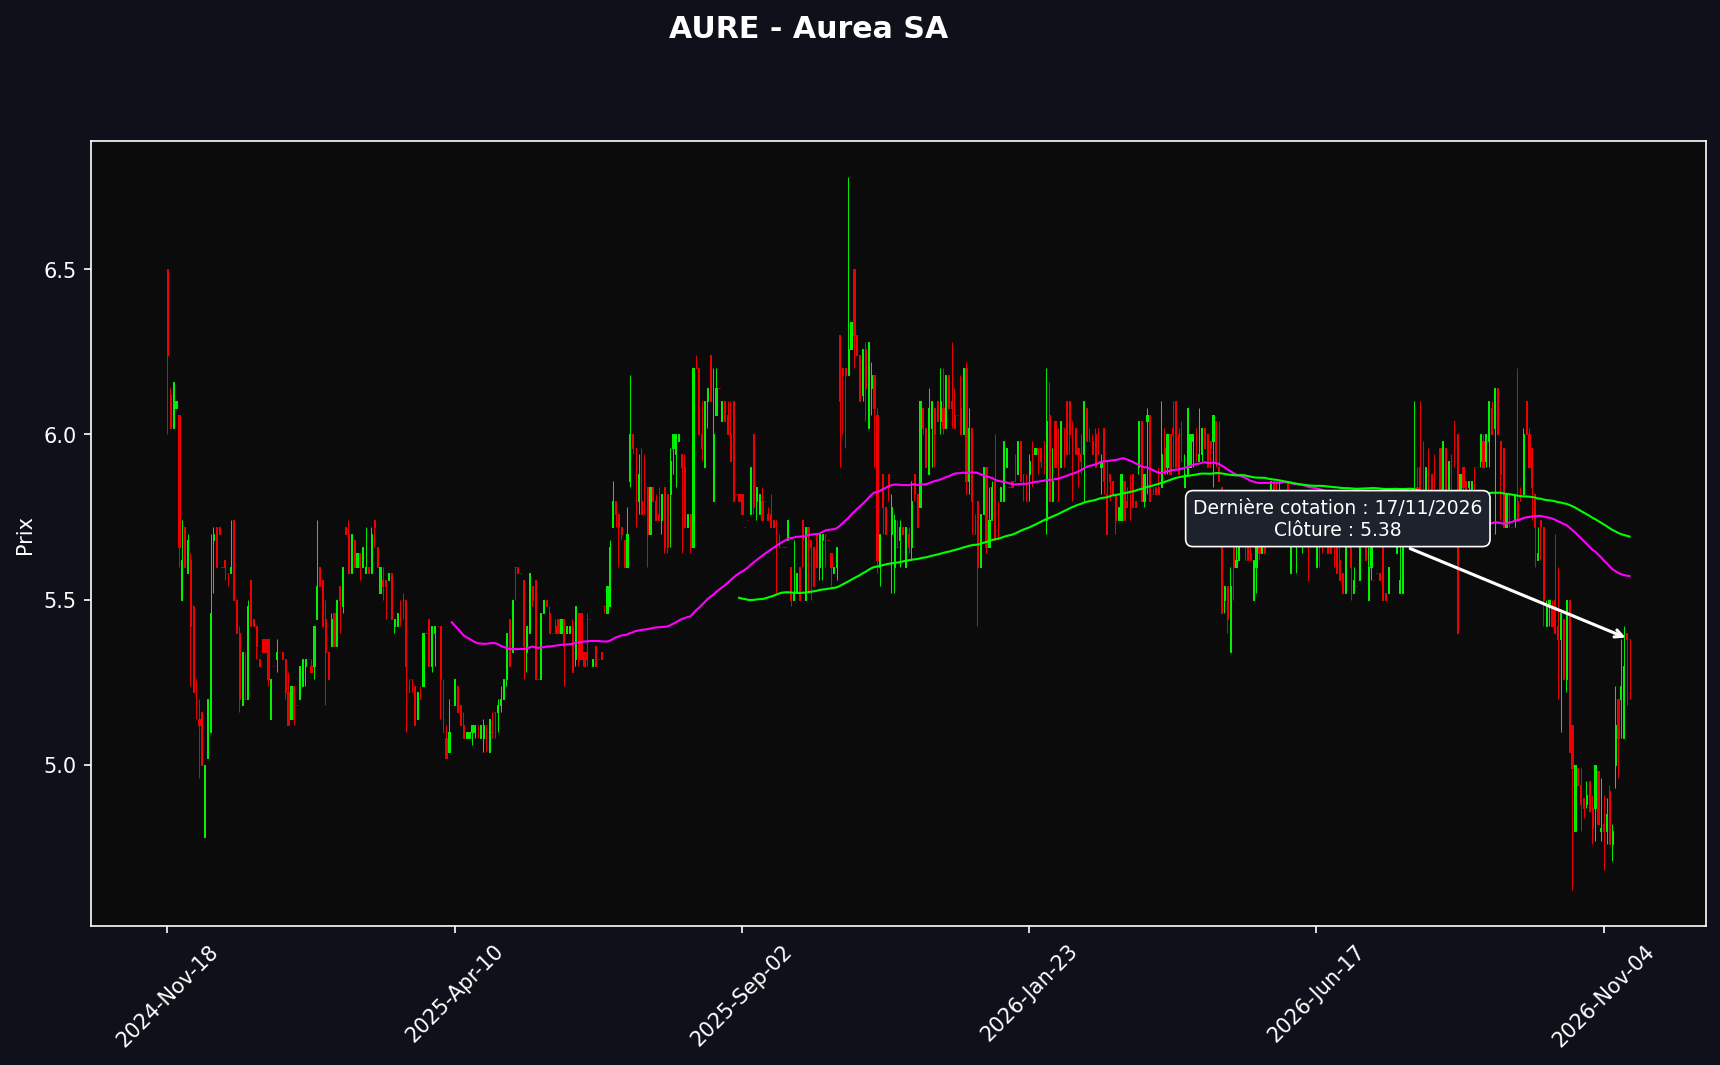 AURE - Aurea SA
Prix
6.5
6.0
5.5
5.0
Dernière cotation : 17/11/2026
Clôture : 5.38
2024-Nov-18
2025-Apr-10
2025-Sep-02
2026-Jan-23
2026-Jun-17
2026-Nov-04